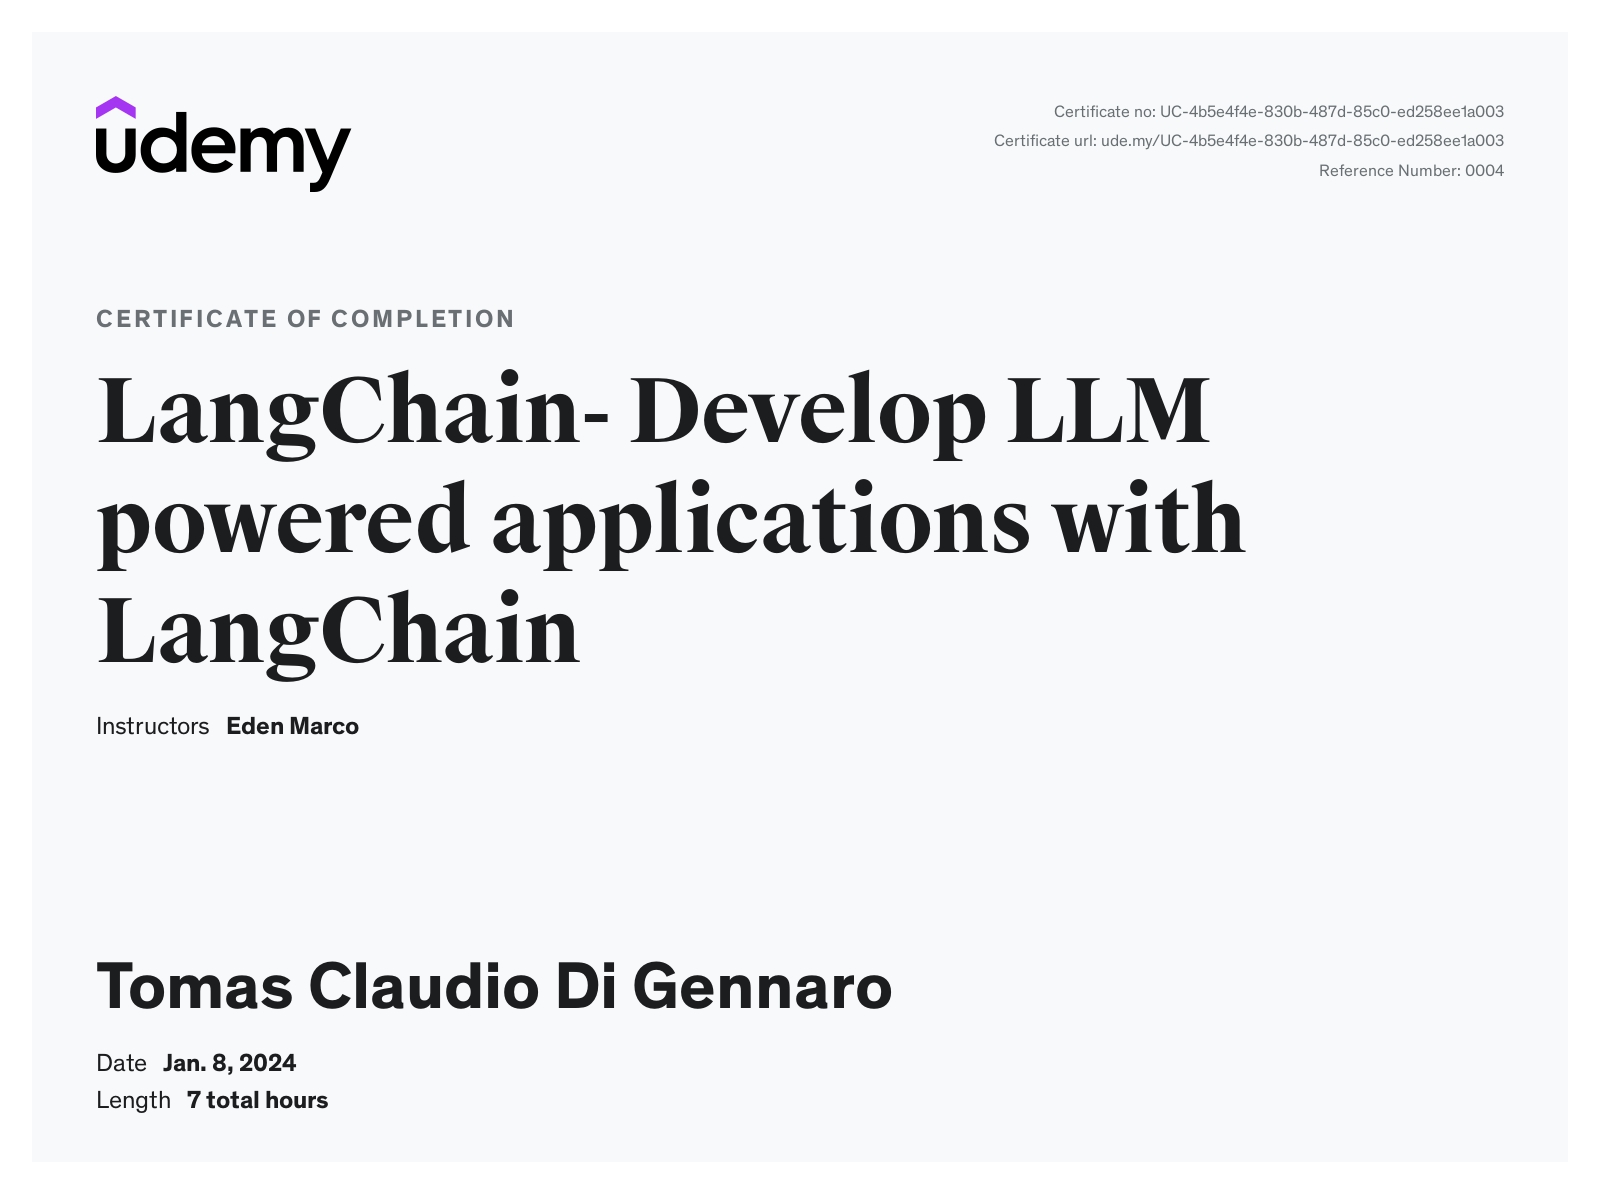 udemy
Certificate no: UC-4b5e4f4e-830b-487d-85c0-ed258ee1a003
Certificate url: ude.my/UC-4b5e4f4e-830b-487d-85c0-ed258ee1a003
Reference Number: 0004
CERTIFICATE OF COMPLETION
LangChain- Develop LLM
powered applications with
LangChain
Instructors Eden Marco
Tomas Claudio Di Gennaro
Date Jan. 8, 2024
Length 7 total hours